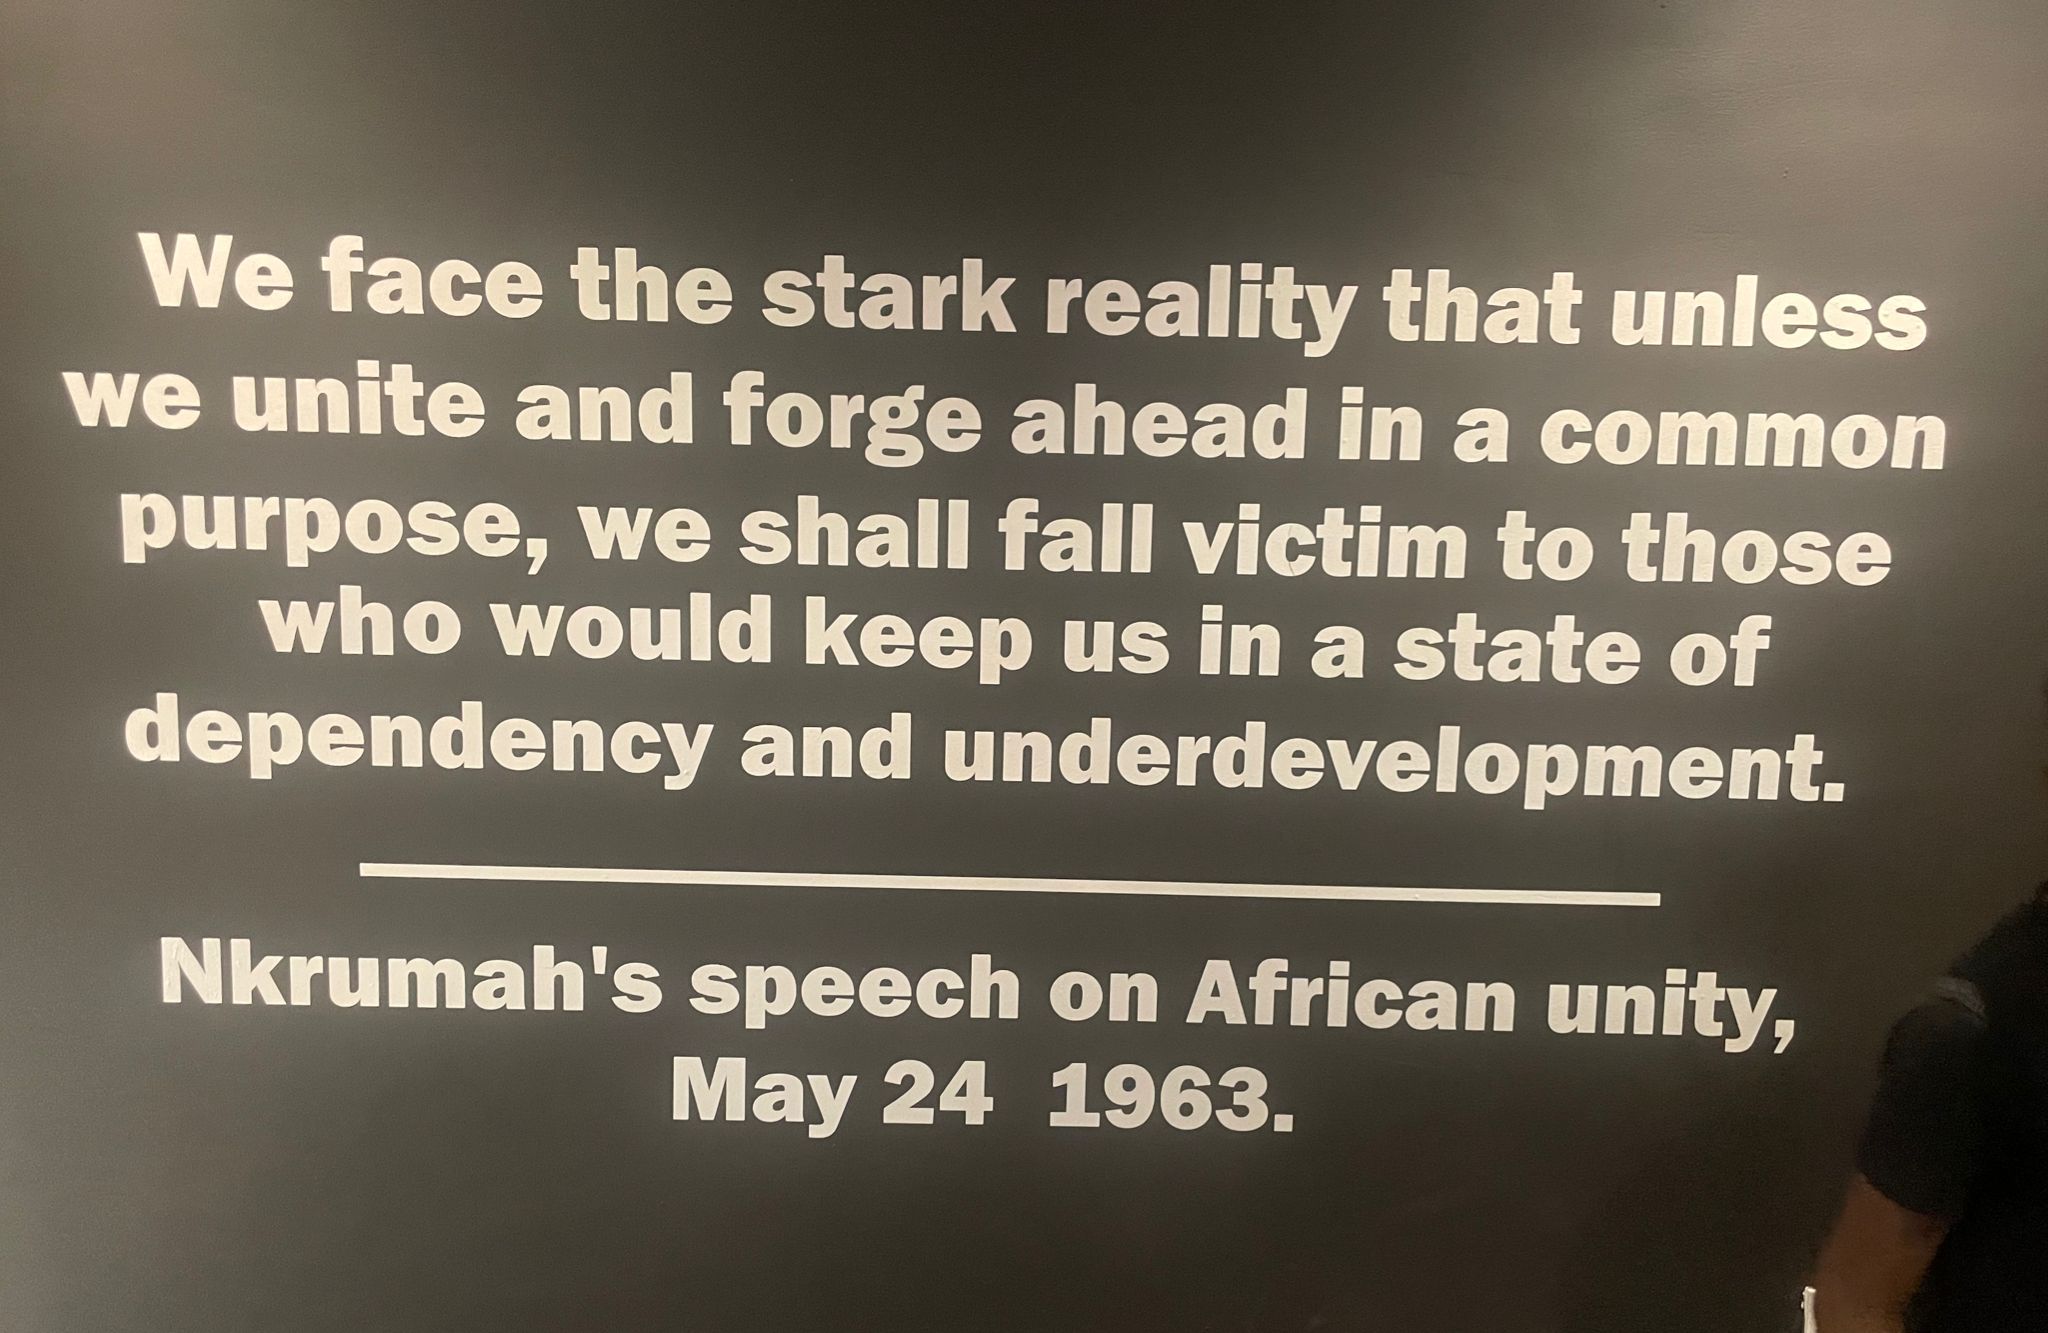 We face the stark reality that unless
we unite and forge ahead in a common
purpose, we shall fall victim to those
who would keep us in a state of
dependency and underdevelopment.
Nkrumah's speech on African unity,
May 24 1963.